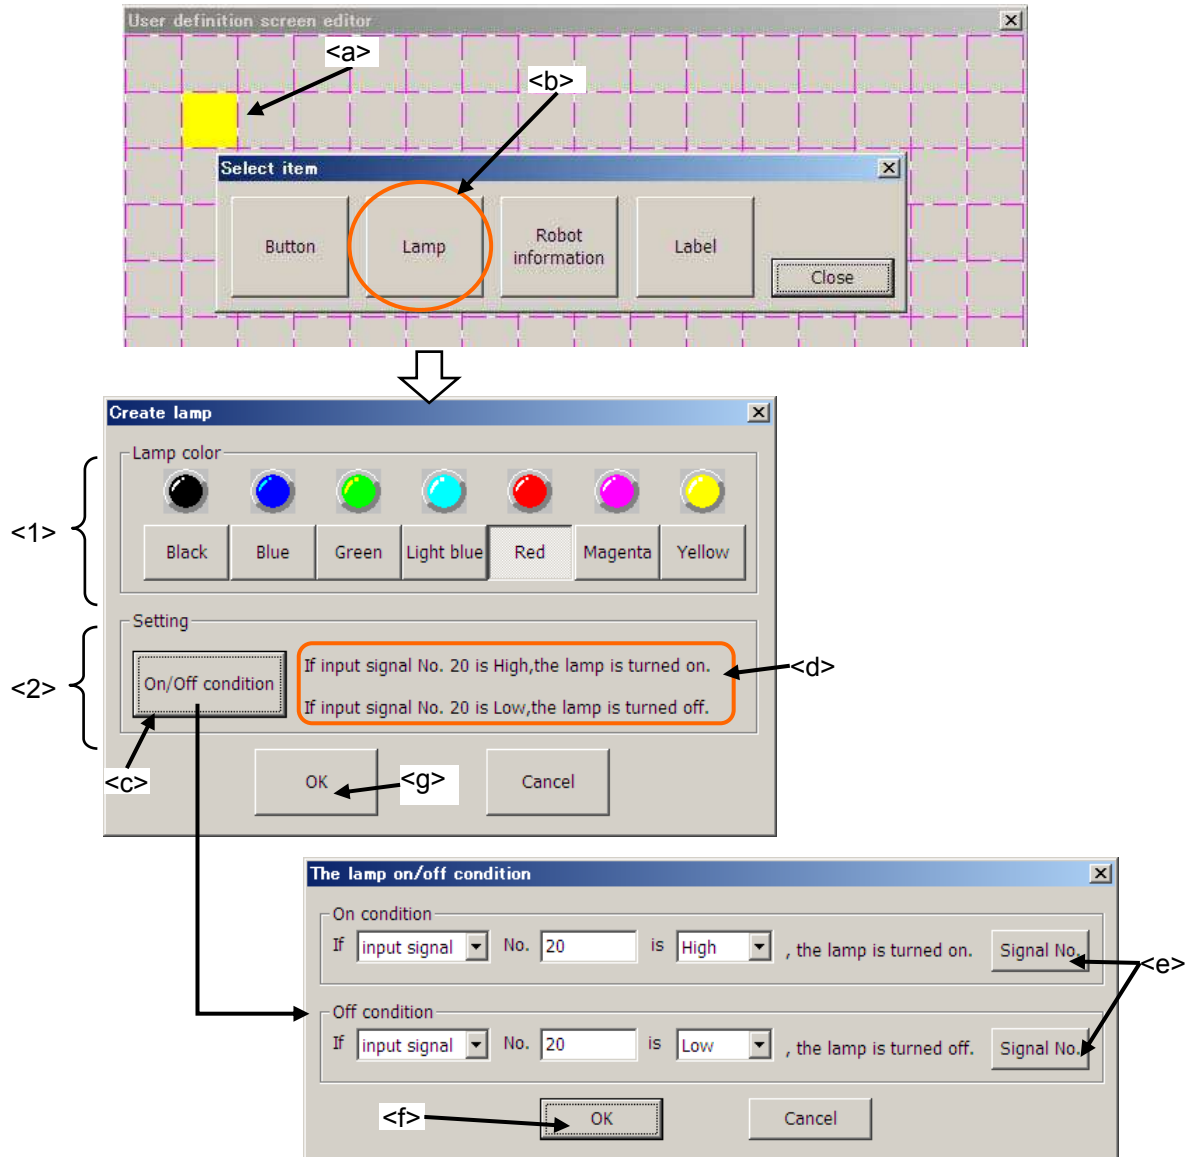 User definition screen editor
<a>
<b>
Select item
Button
Lamp
Robot
information
Label
Close
Create lamp
Lamp color
<1>
Black Blue Green Light blue Red Magenta Yellow
Setting
<2>
On/Off condition
If input signal No. 20 is High,the lamp is turned on.
If input signal No. 20 is Low,the lamp is turned off.
<d>
<c>
OK
<g>
Cancel
The lamp on/off condition
On condition
If input signal No. 20 is High , the lamp is turned on. Signal No.
<e>
Off condition
If input signal No. 20 is Low , the lamp is turned off. Signal No.
<f>
OK
Cancel